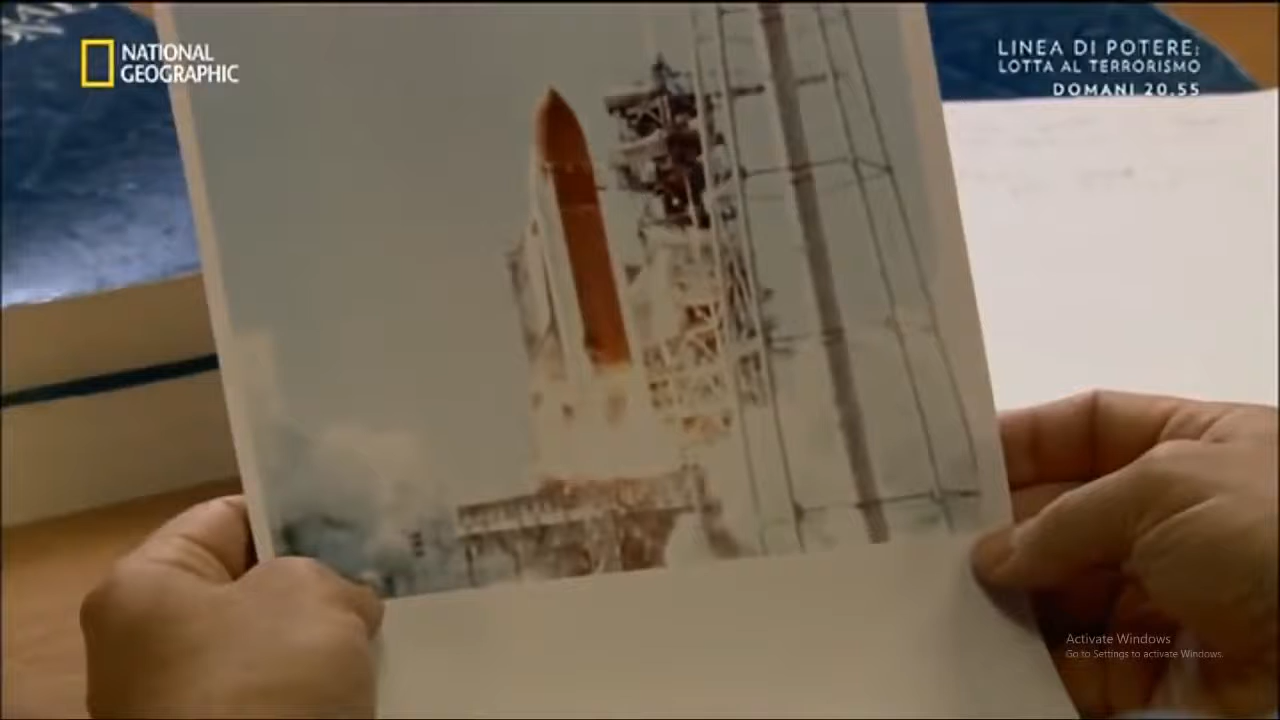 NATIONAL
GEOGRAPHIC
LINEA DI POTERE:
LOTTA AL TERRORISMO
DOMANI 20.55
Activate Windows
Go to Settings to activate Windows.